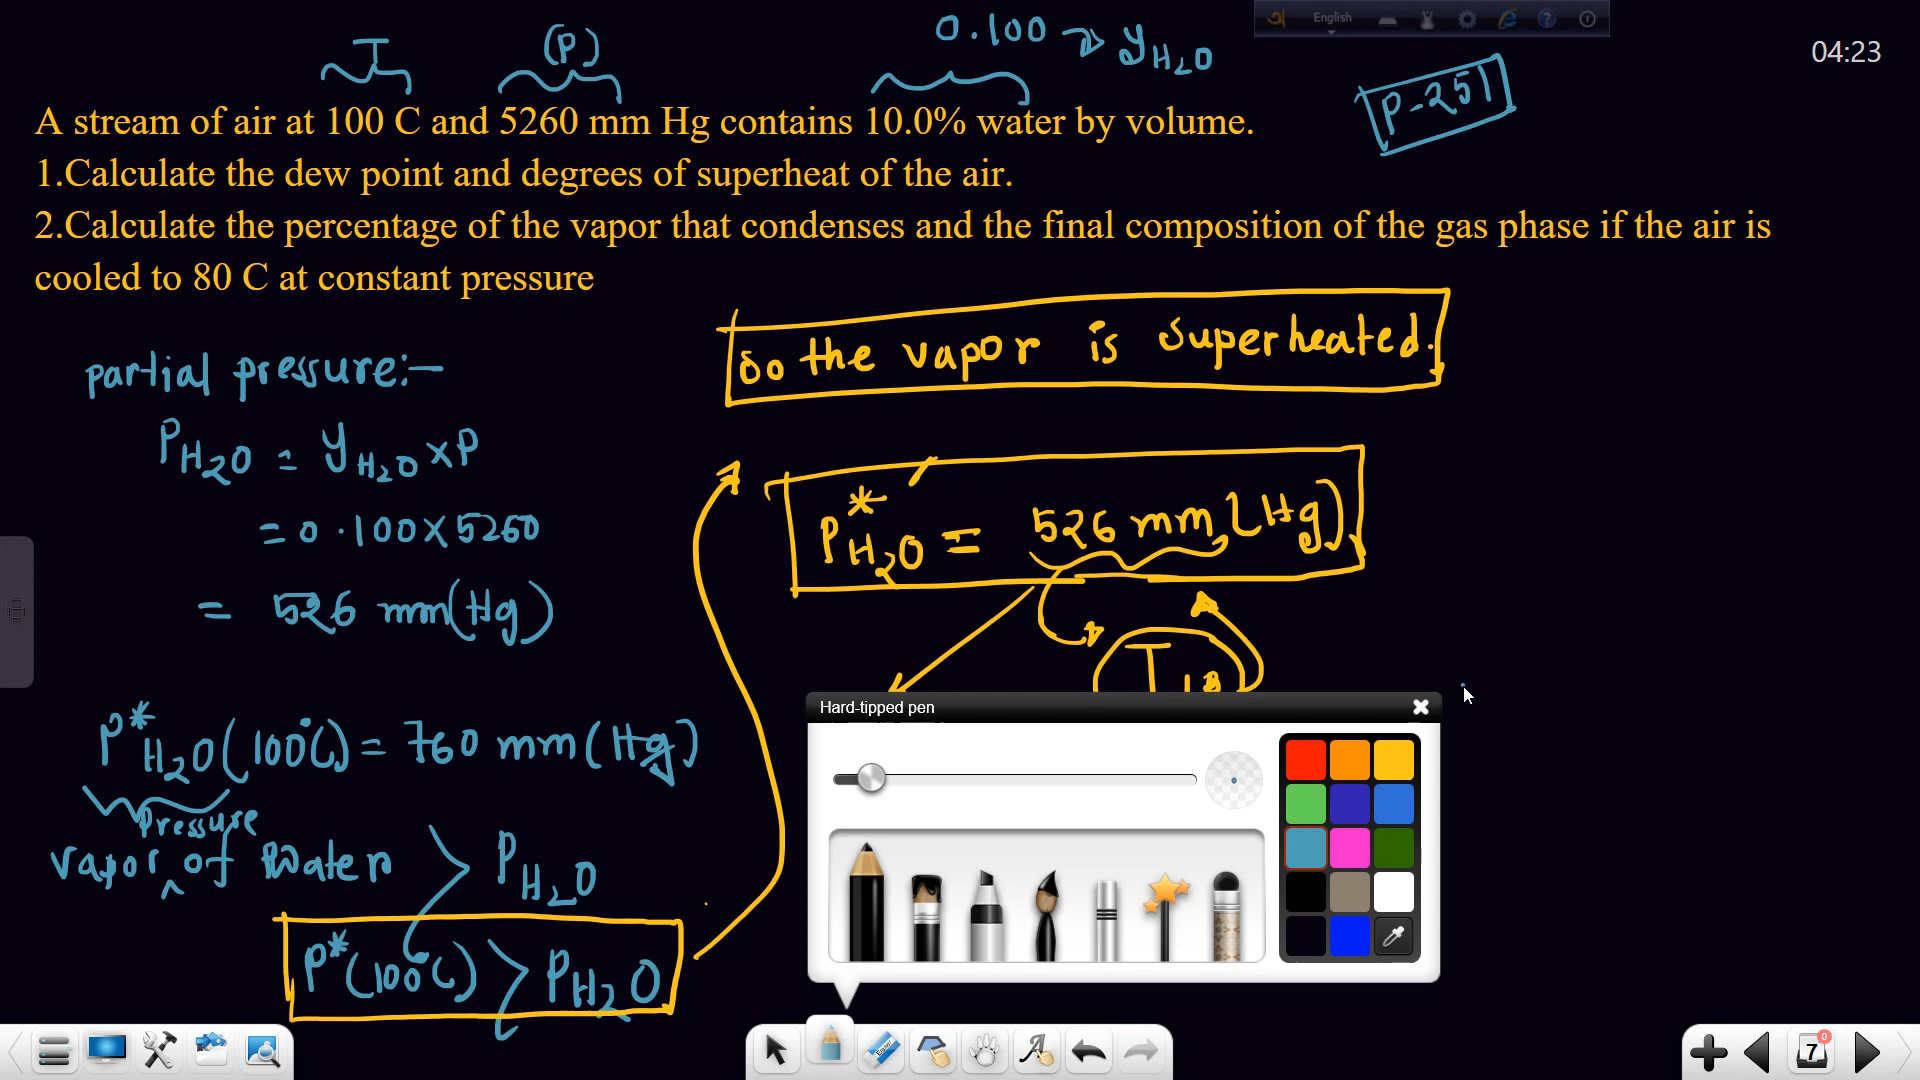 T (P) 0.100 → yH2O
English
04:23
P-251
A stream of air at 100 C and 5260 mm Hg contains 10.0% water by volume.
1.Calculate the dew point and degrees of superheat of the air.
2.Calculate the percentage of the vapor that condenses and the final composition of the gas phase if the air is
cooled to 80 C at constant pressure
So the vapor is superheated.
partial pressure:-
PH2O = yH2O × P
= 0.100 × 5260
= 526 mm(Hg)
P*H2O = 526 mm (Hg)
P*H2O(100°C) = 760 mm(Hg)
pressure
vapor ^ of water > PH2O
P*(100°C) > PH2O
Hard-tipped pen
Eraser
A
7
0